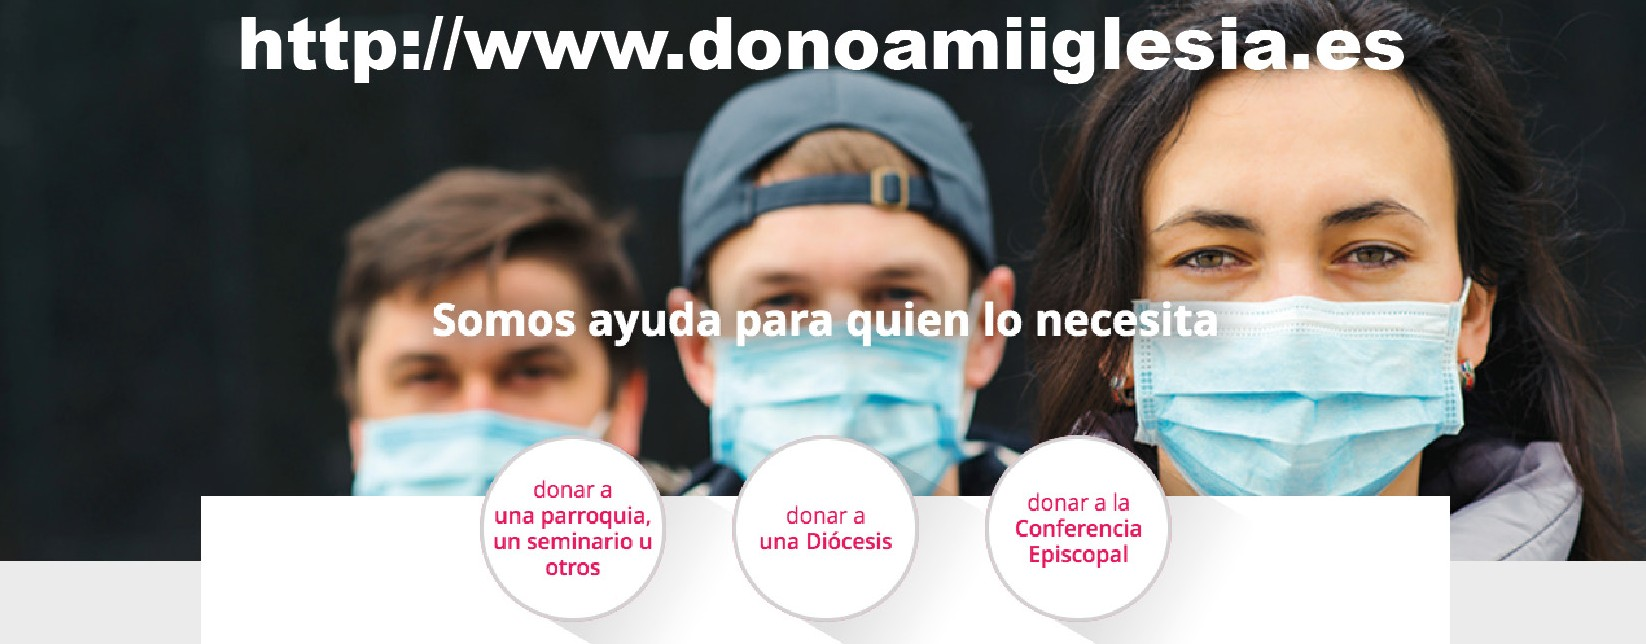 http://www.donoamiiglesia.es
Somos ayuda para quien lo necesita
donar a
una parroquia,
un seminario u
otros
donar a
una Diócesis
donar a la
Conferencia
Episcopal